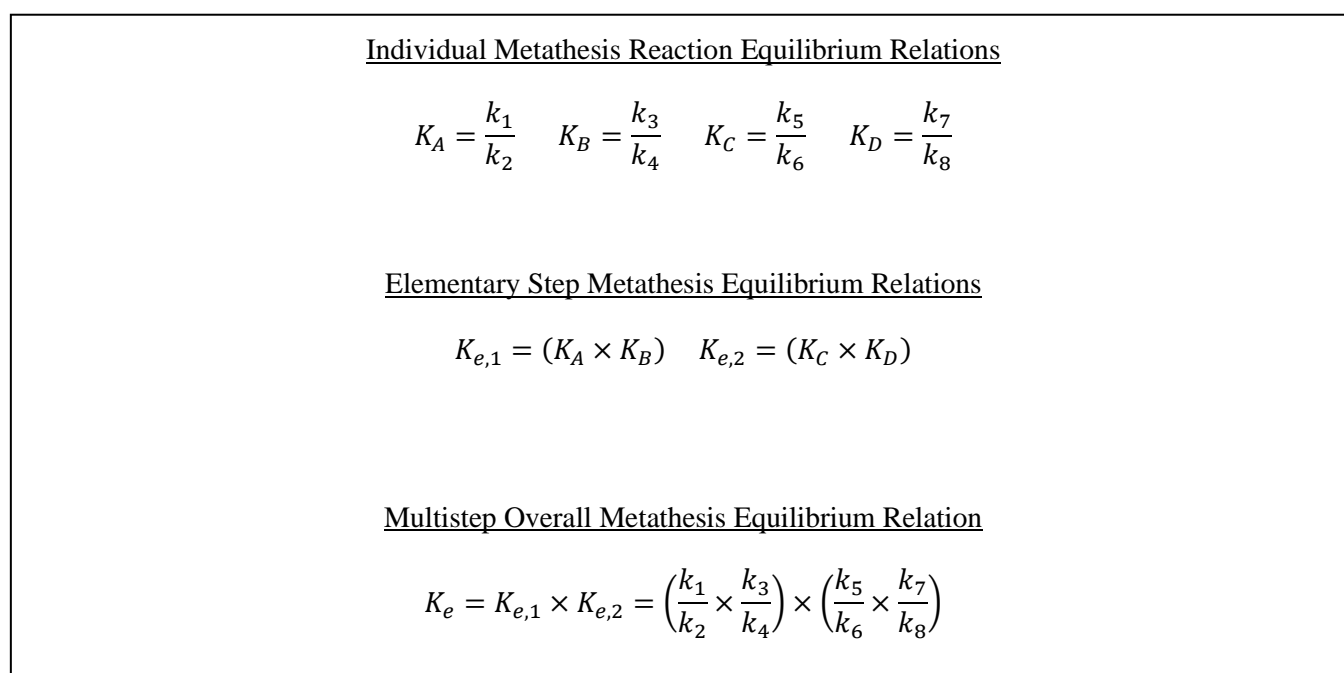 Individual Metathesis Reaction Equilibrium Relations
K_A = k_1/k_2 K_B = k_3/k_4 K_C = k_5/k_6 K_D = k_7/k_8
Elementary Step Metathesis Equilibrium Relations
K_{e,1} = (K_A × K_B) K_{e,2} = (K_C × K_D)
Multistep Overall Metathesis Equilibrium Relation
K_e = K_{e,1} × K_{e,2} = (k_1/k_2 × k_3/k_4) × (k_5/k_6 × k_7/k_8)